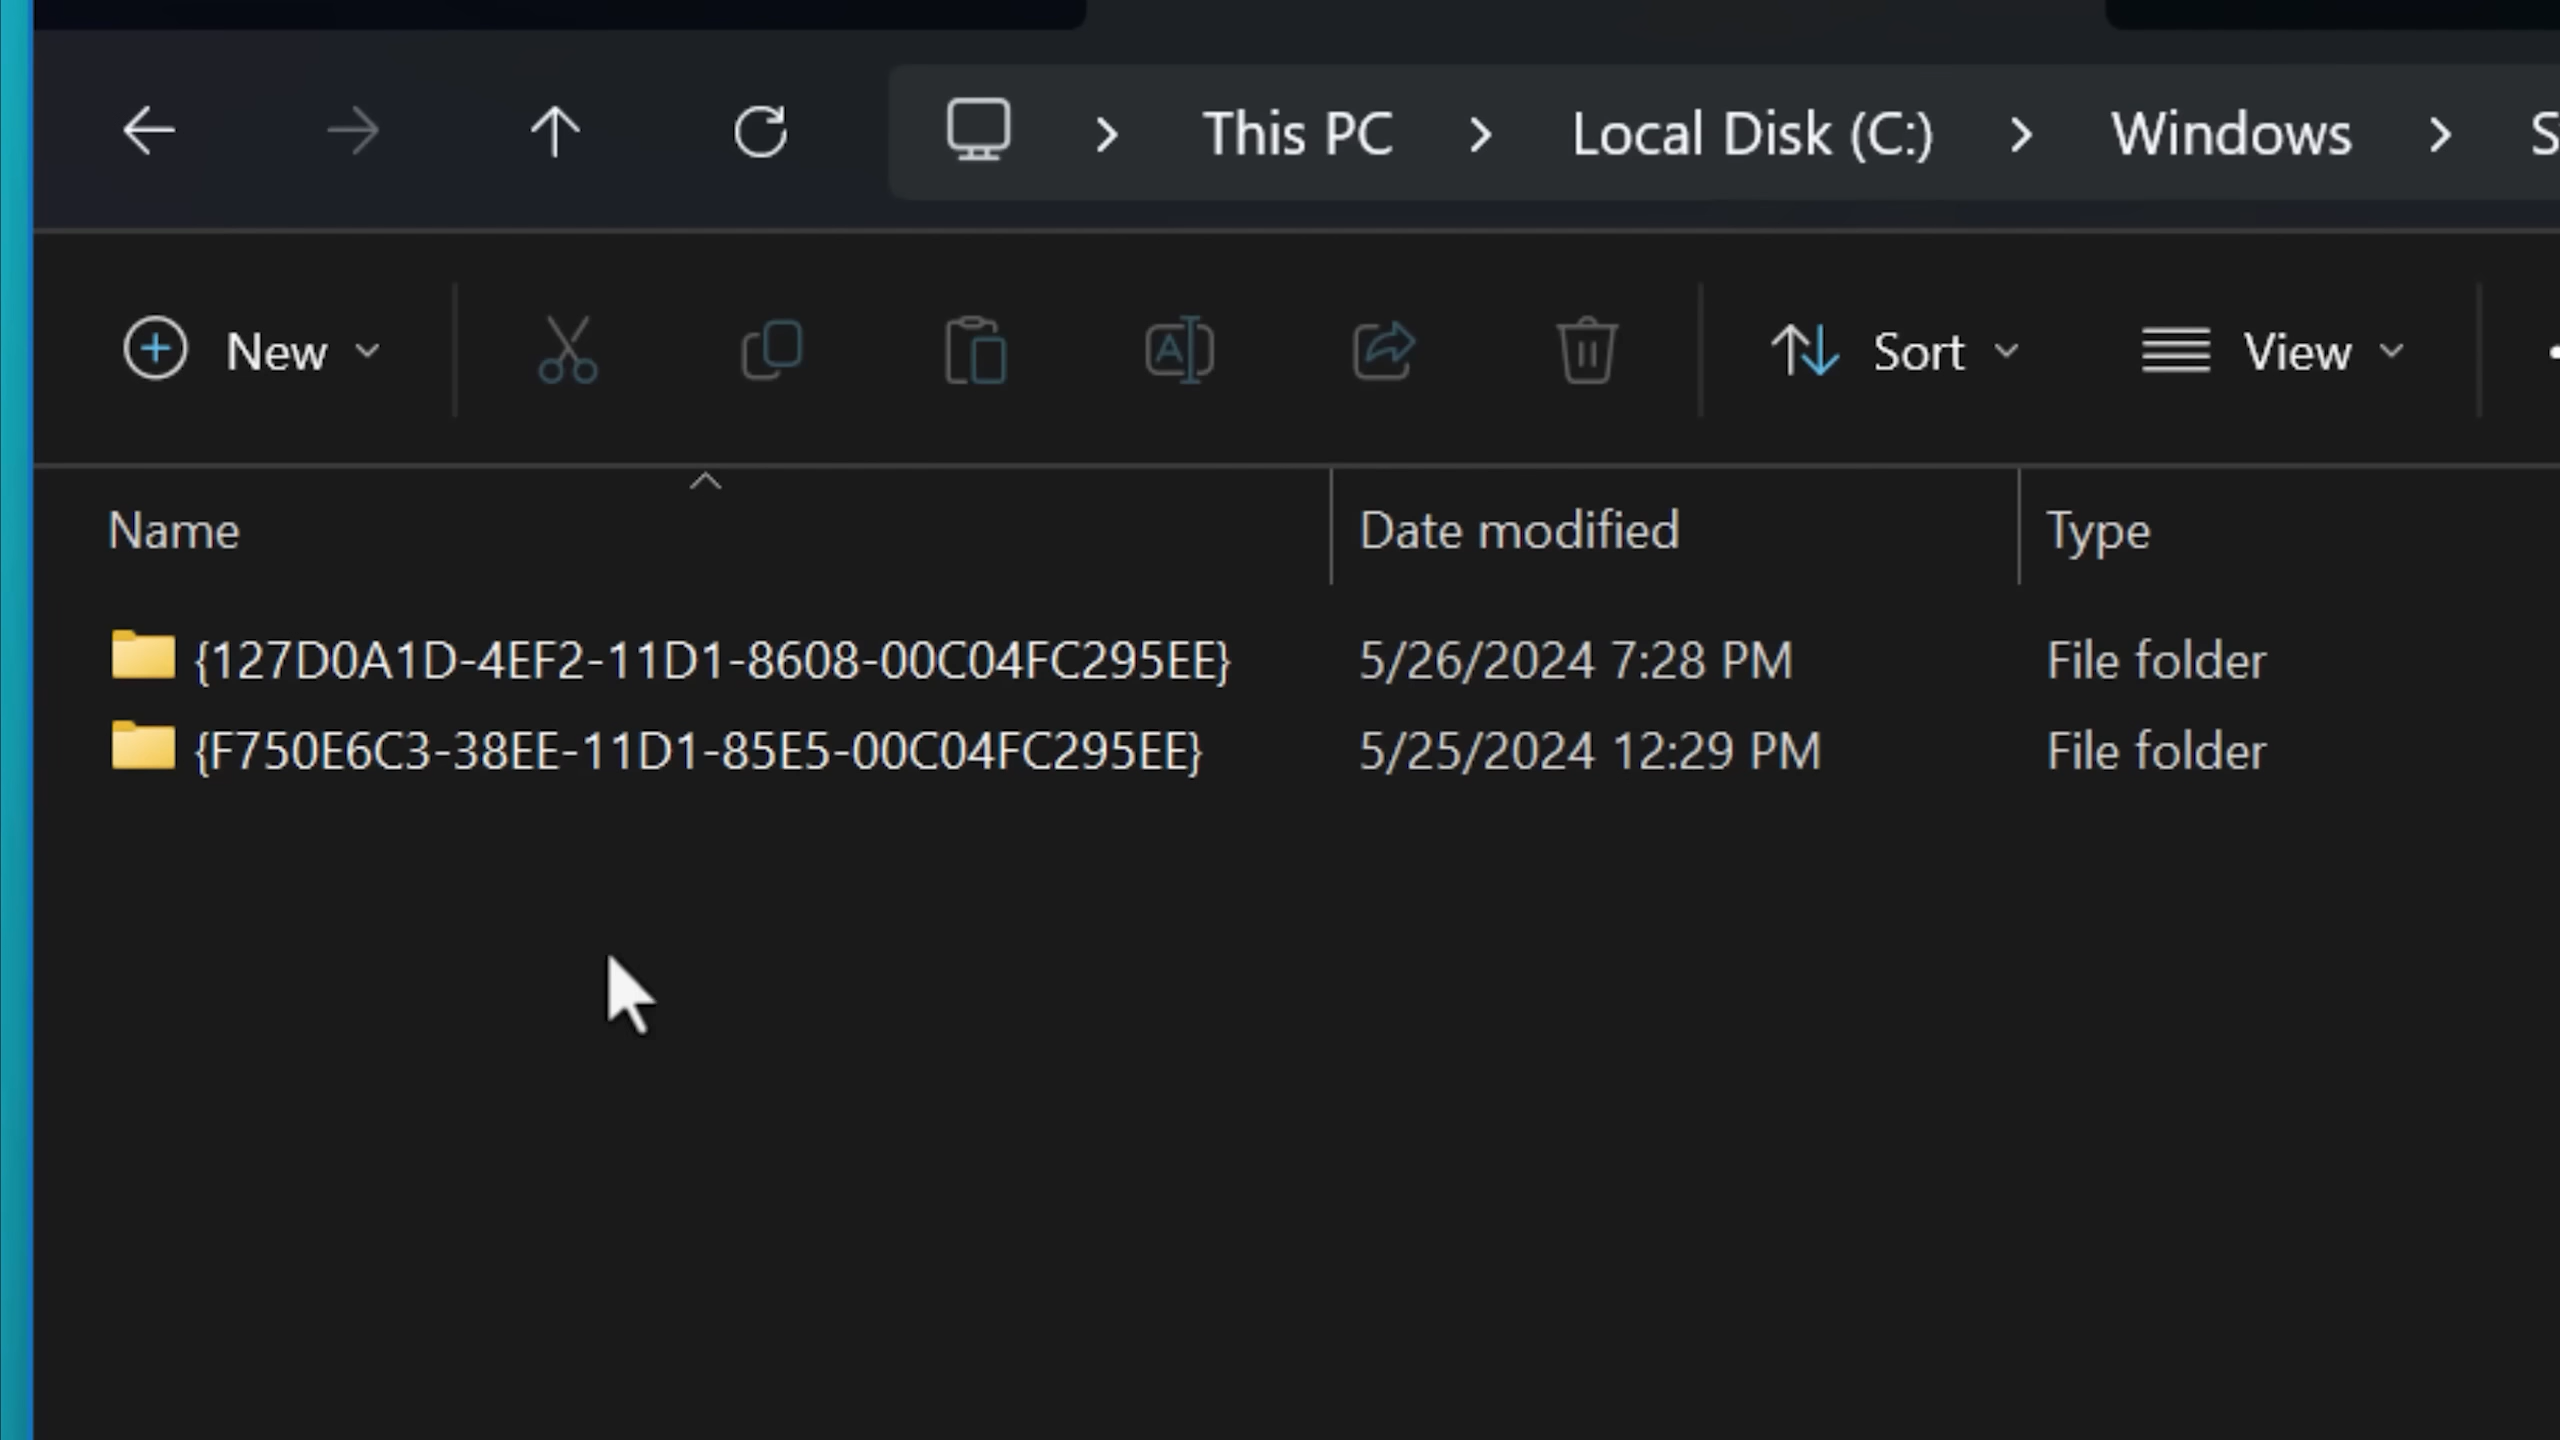 This PC > Local Disk (C:) > Windows > S
New Sort View
Name Date modified Type
{127D0A1D-4EF2-11D1-8608-00C04FC295EE} 5/26/2024 7:28 PM File folder
{F750E6C3-38EE-11D1-85E5-00C04FC295EE} 5/25/2024 12:29 PM File folder